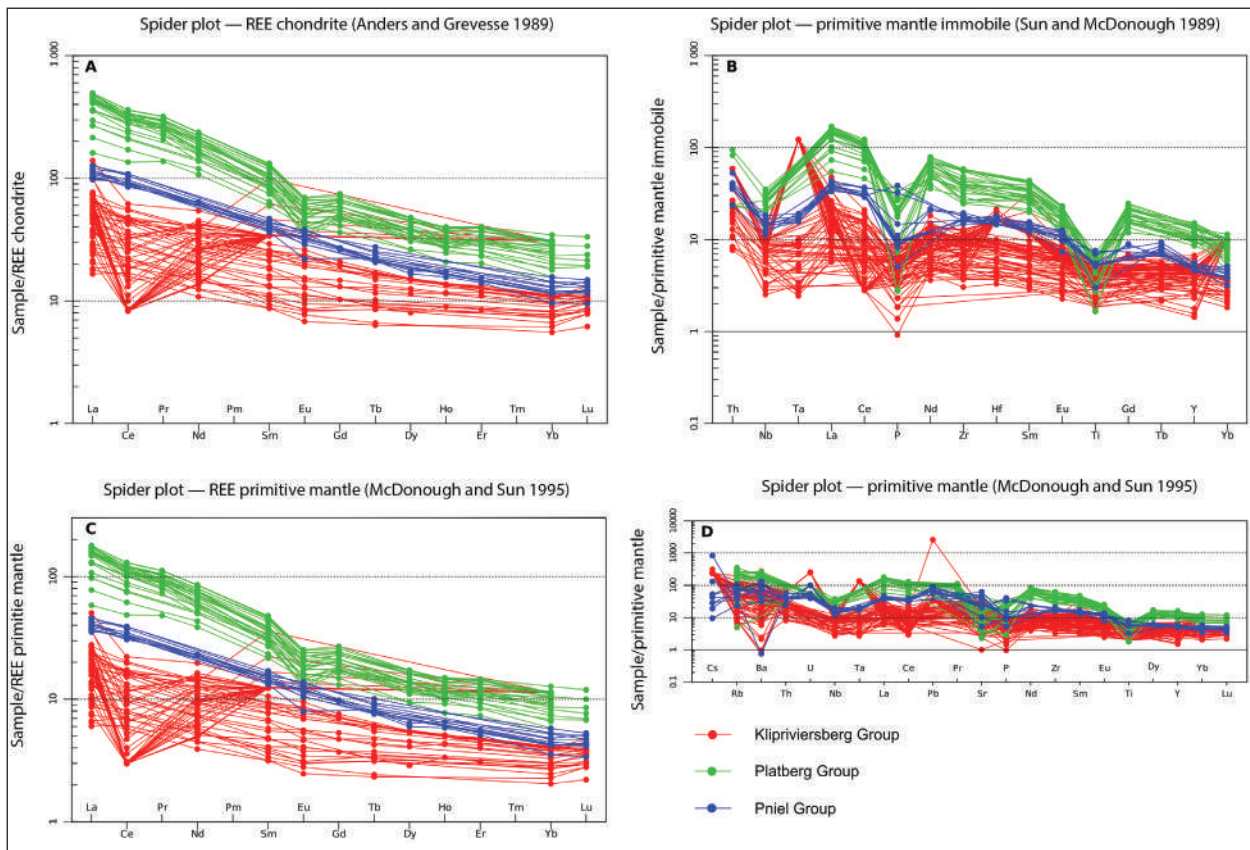 Spider plot — REE chondrite (Anders and Grevesse 1989)
A
Sample/REE chondrite
1 000
100
10
1
La Pr Pm Eu Tb Ho Tm Lu
Ce Nd Sm Gd Dy Er Yb
Spider plot — primitive mantle immobile (Sun and McDonough 1989)
B
Sample/primitive mantle immobile
1 000
100
10
1
0.1
Th Ta La Ce Nd Hf Eu Gd Y
Nb P Zr Sm Ti Tb Yb
Spider plot — REE primitive mantle (McDonough and Sun 1995)
C
Sample/REE primitive mantle
100
10
1
La Pr Pm Eu Tb Ho Tm Lu
Ce Nd Sm Gd Dy Er Yb
Spider plot — primitive mantle (McDonough and Sun 1995)
D
Sample/primitive mantle
10000
1000
100
10
1
0.1
Cs Ba U Ta Ce Pr P Zr Eu Dy Yb
Pb
Rb Th Nb La Sr Nd Sm Ti Y Lu
Klipriviersberg Group
Platberg Group
Pniel Group